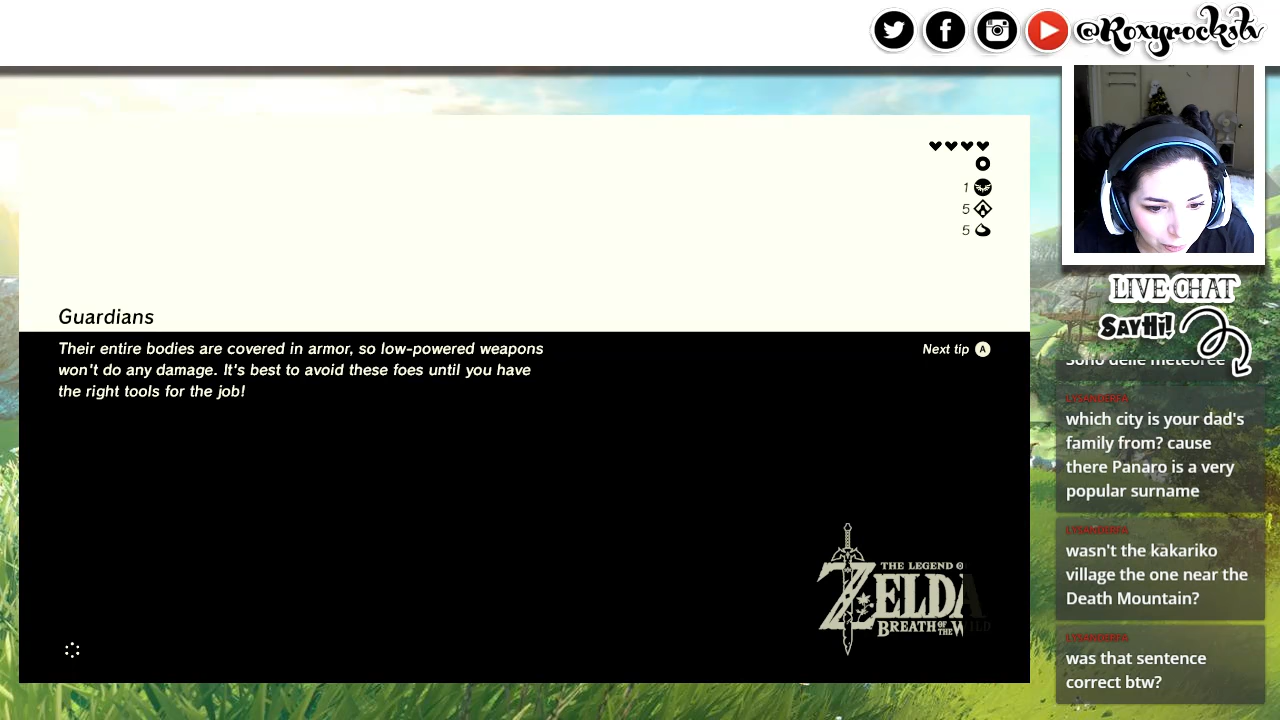 @Roxyrockstv
1
5
5
Guardians
Their entire bodies are covered in armor, so low-powered weapons
won't do any damage. It's best to avoid these foes until you have
the right tools for the job!
Next tip A
THE LEGEND OF
ZELDA
BREATH OF THE WILD
LIVE CHAT
SAY HI!
Sono delle meteoree
which city is your dad's
family from? cause
there Panaro is a very
popular surname
wasn't the kakariko
village the one near the
Death Mountain?
was that sentence
correct btw?